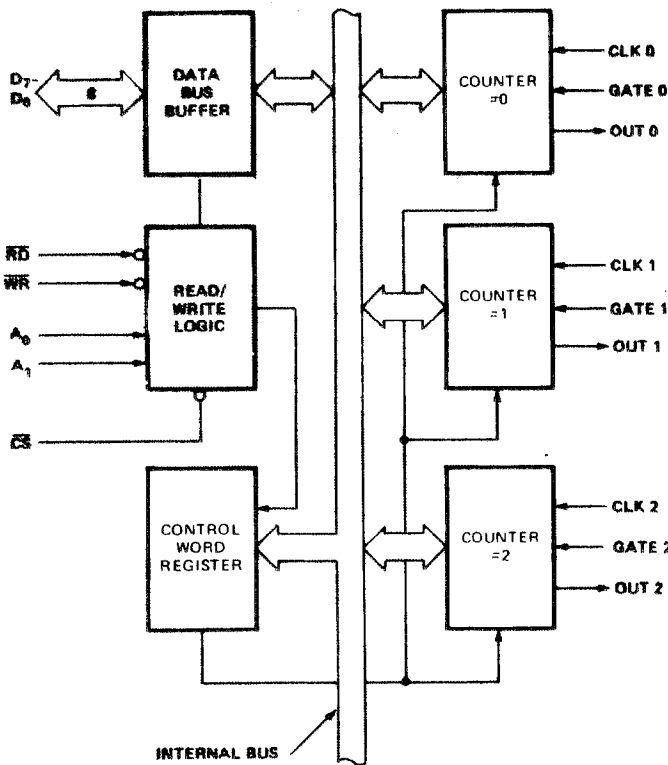 D7-
D0
8
DATA
BUS
BUFFER
COUNTER
=0
CLK 0
GATE 0
OUT 0
RD
WR
A0
A1
CS
READ/
WRITE
LOGIC
COUNTER
=1
CLK 1
GATE 1
OUT 1
CONTROL
WORD
REGISTER
COUNTER
=2
CLK 2
GATE 2
OUT 2
INTERNAL BUS